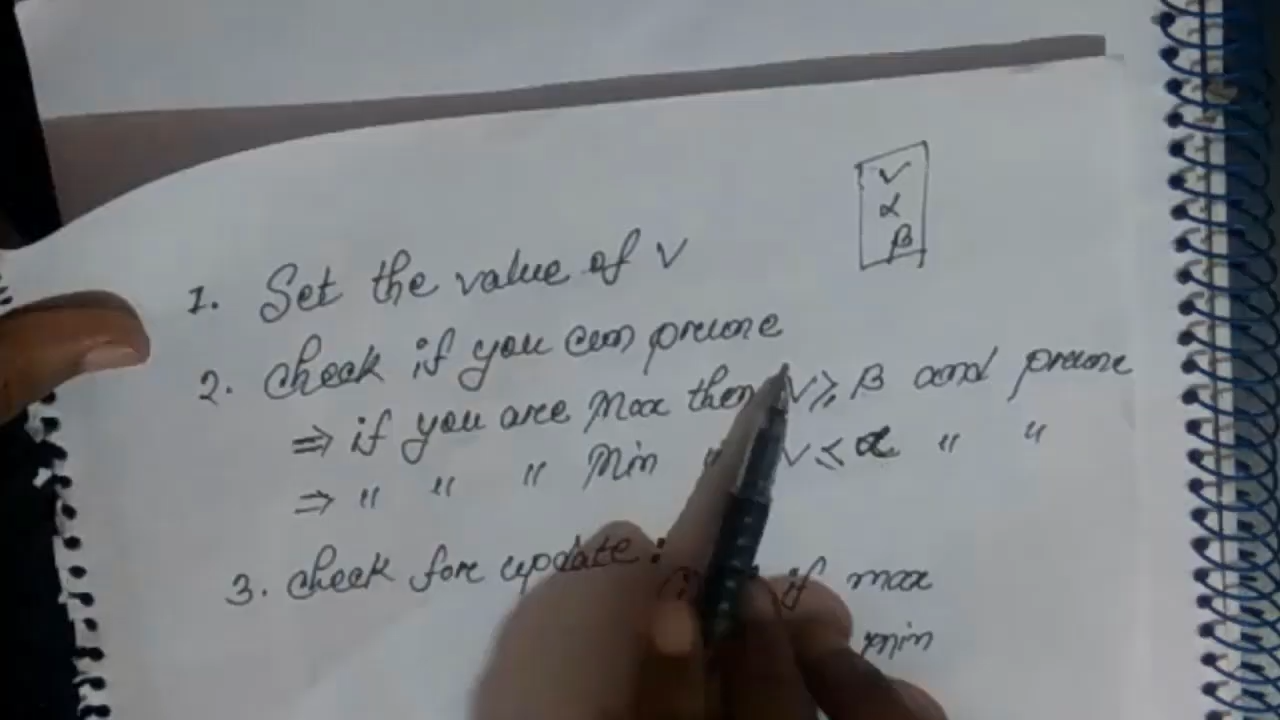 v
α
β
1. Set the value of v
2. Check if you can prune
⇒ if you are Max then v ≥ β and prune
⇒ " " " Min " v ≤ α " "
3. check for update:
if max
min